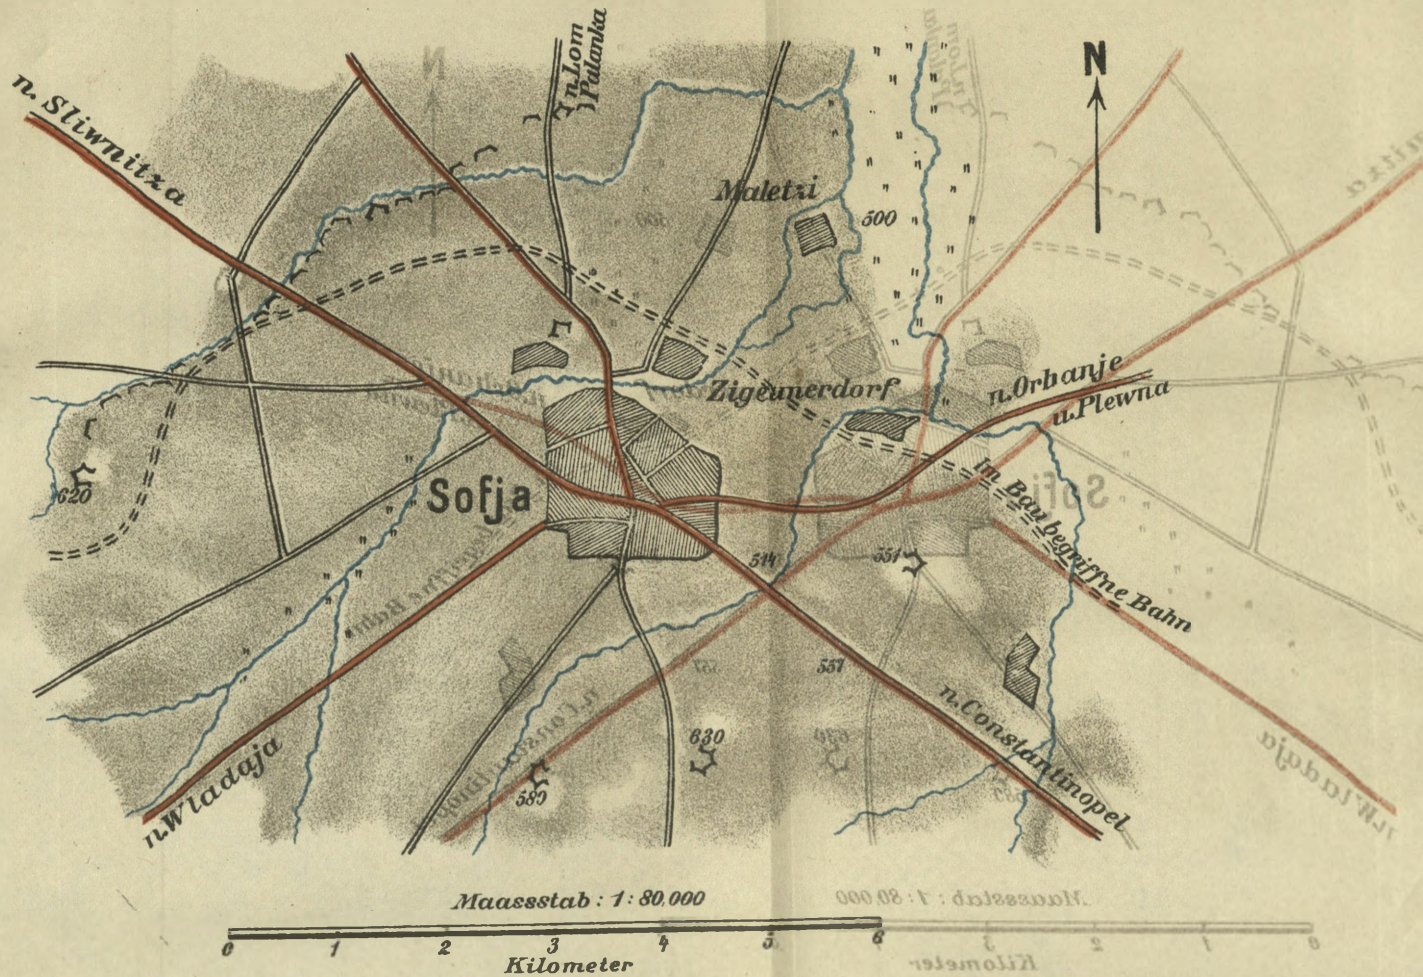 n. Lom
Palanka
N
n. Sliwnitza
Maletzi
500
Zigeunerdorf
n. Orhanje
u. Plewna
620
Sofja
Im Bau begriffne Bahn
514
551
557
n. Constantinopel
630
589
n. Wladaja
Maassstab : 1 : 80,000
0 1 2 3 4 5 6
Kilometer